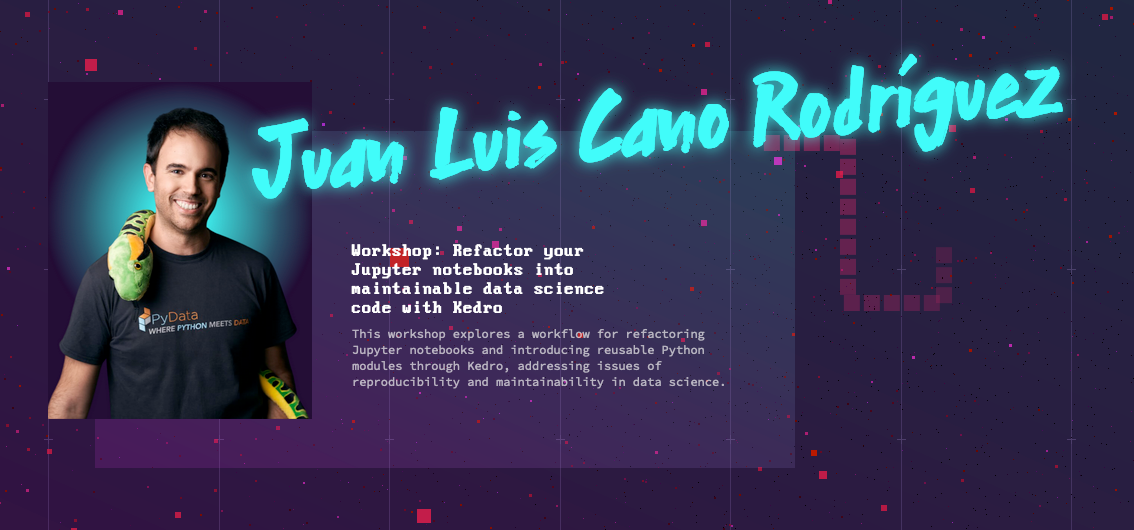 Juan Luis Cano Rodríguez
Workshop: Refactor your
Jupyter notebooks into
maintainable data science
code with Kedro
This workshop explores a workflow for refactoring
Jupyter notebooks and introducing reusable Python
modules through Kedro, addressing issues of
reproducibility and maintainability in data science.
PyData
WHERE PYTHON MEETS DATA